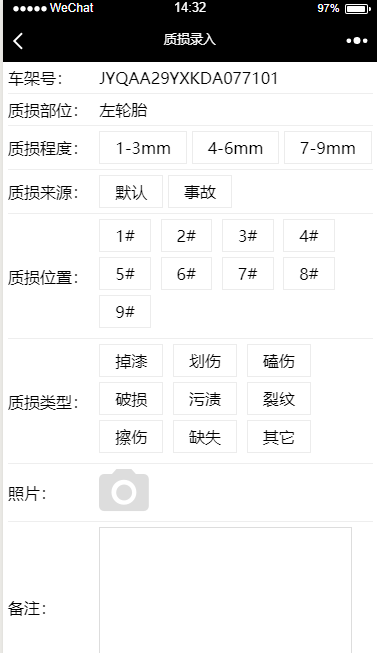 WeChat 14:32 97%
质损录入
车架号： JYQAA29YXKDA077101
质损部位： 左轮胎
质损程度： 1-3mm 4-6mm 7-9mm
质损来源： 默认 事故
质损位置： 1# 2# 3# 4#
5# 6# 7# 8#
9#
质损类型： 掉漆 划伤 磕伤
破损 污渍 裂纹
擦伤 缺失 其它
照片：
备注：